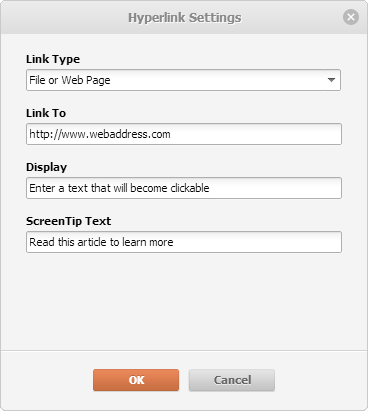 Hyperlink Settings
Link Type
File or Web Page
Link To
http://www.webaddress.com
Display
Enter a text that will become clickable
ScreenTip Text
Read this article to learn more
OK Cancel